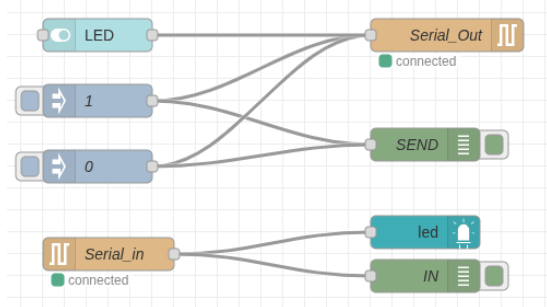 LED
Serial_Out
connected
1
SEND
0
led
Serial_in
connected
IN